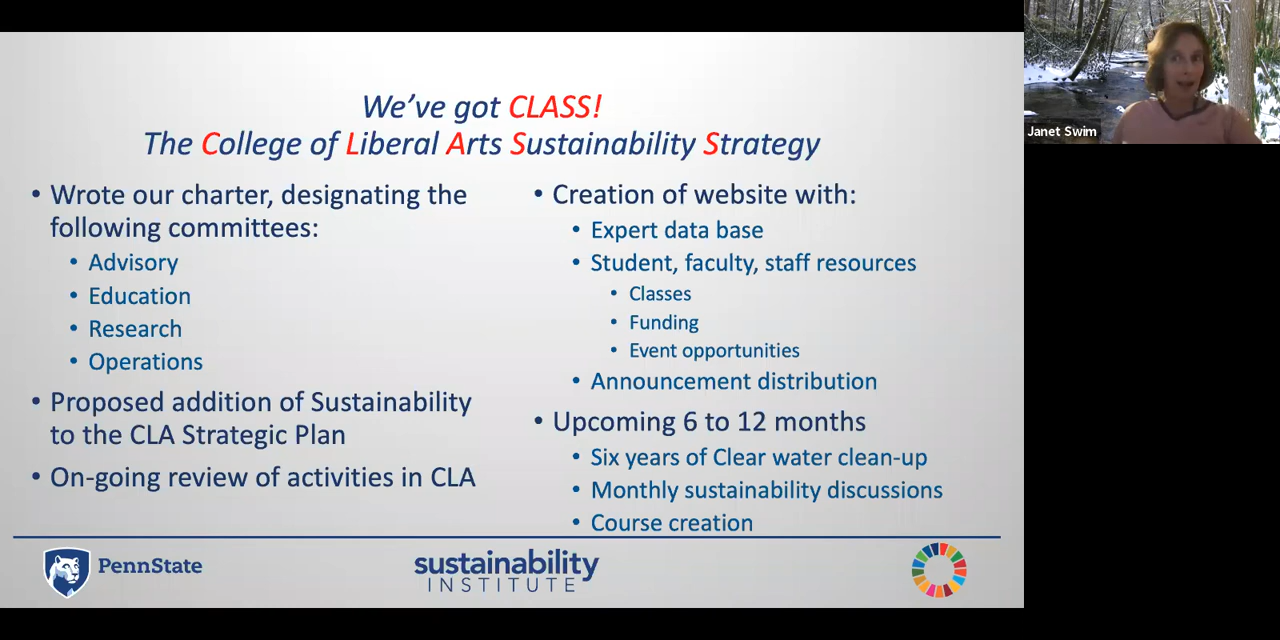 We've got CLASS!
The College of Liberal Arts Sustainability Strategy
• Wrote our charter, designating the
following committees:
• Advisory
• Education
• Research
• Operations
• Proposed addition of Sustainability
to the CLA Strategic Plan
• On-going review of activities in CLA
• Creation of website with:
• Expert data base
• Student, faculty, staff resources
• Classes
• Funding
• Event opportunities
• Announcement distribution
• Upcoming 6 to 12 months
• Six years of Clear water clean-up
• Monthly sustainability discussions
• Course creation
PennState
sustainability
INSTITUTE
Janet Swim